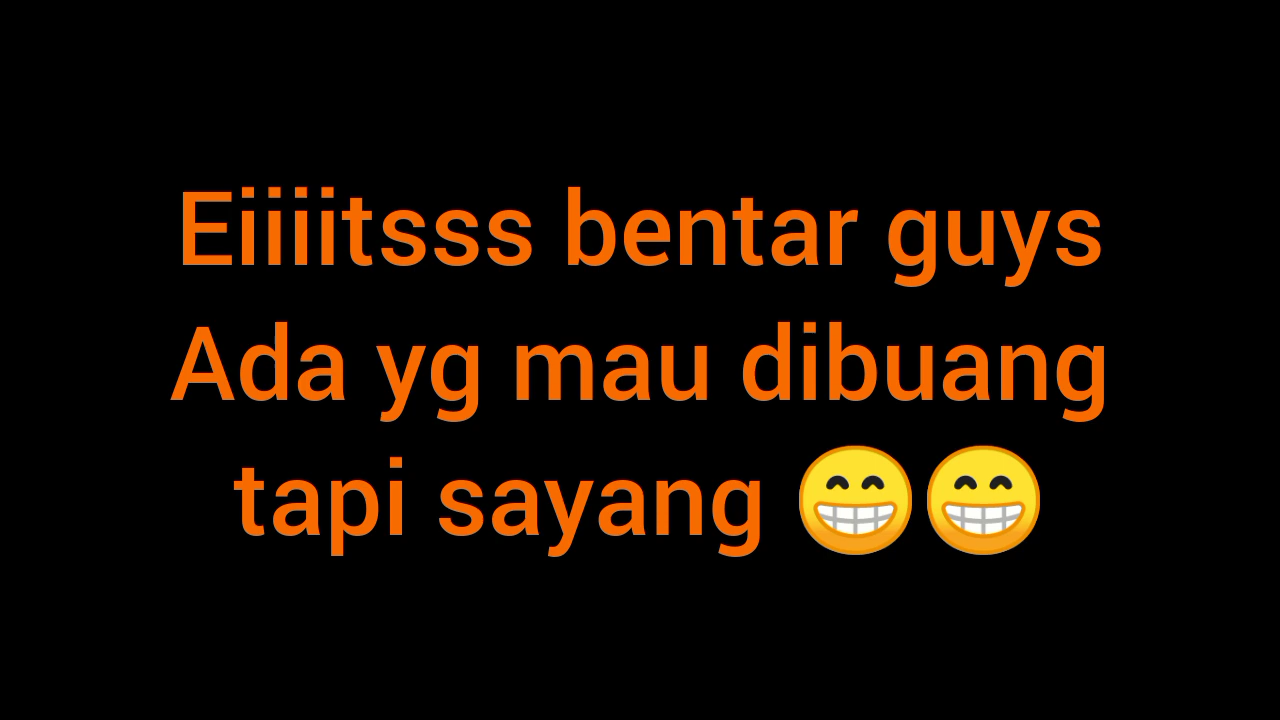 Eiiiitsss bentar guys
Ada yg mau dibuang
tapi sayang 😁😁